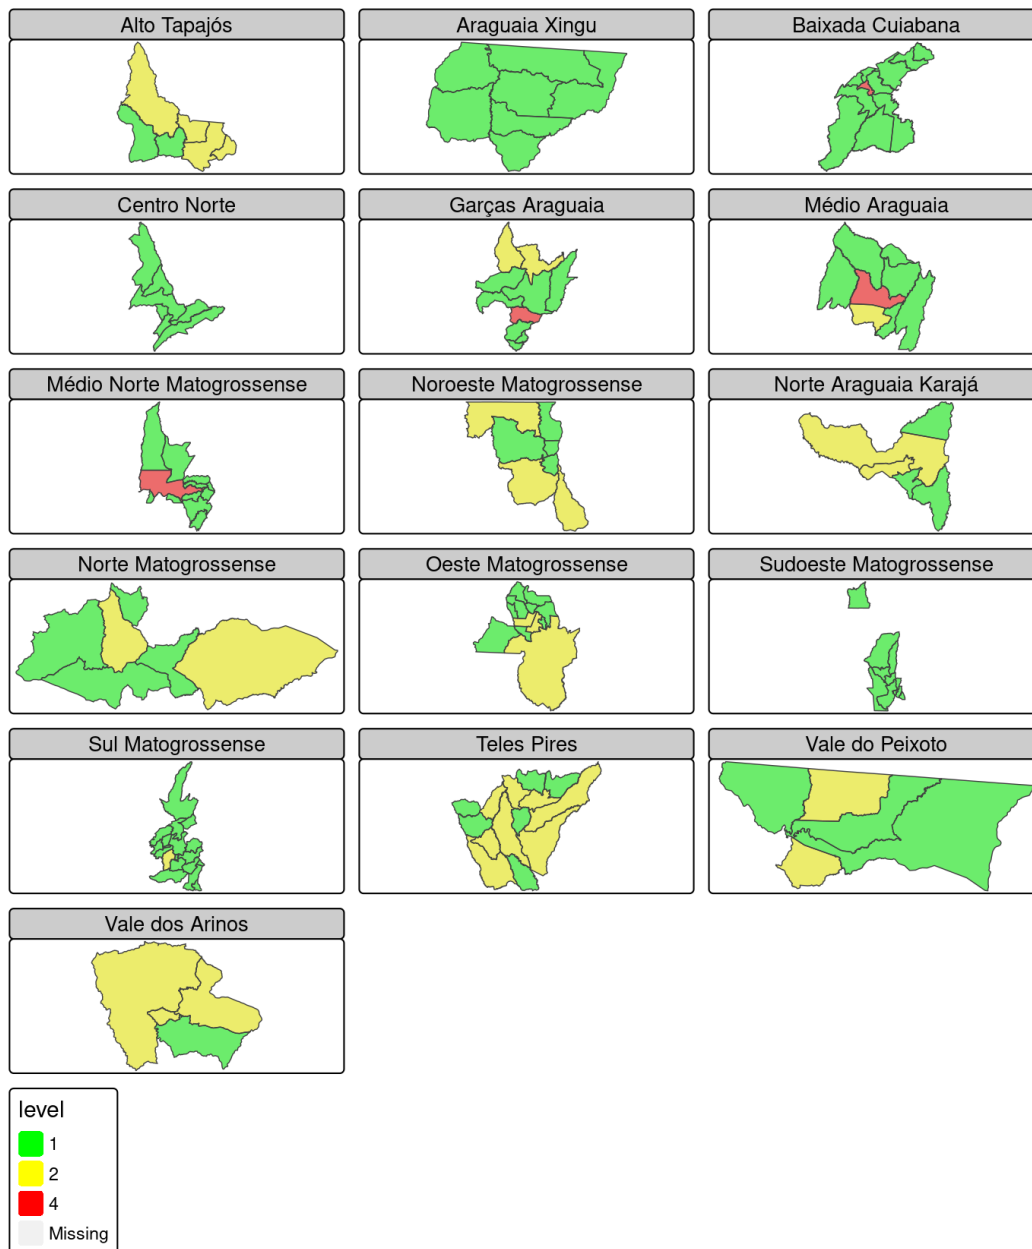 Alto Tapajós
Araguaia Xingu
Baixada Cuiabana
Centro Norte
Garças Araguaia
Médio Araguaia
Médio Norte Matogrossense
Noroeste Matogrossense
Norte Araguaia Karajá
Norte Matogrossense
Oeste Matogrossense
Sudoeste Matogrossense
Sul Matogrossense
Teles Pires
Vale do Peixoto
Vale dos Arinos
level
1
2
4
Missing